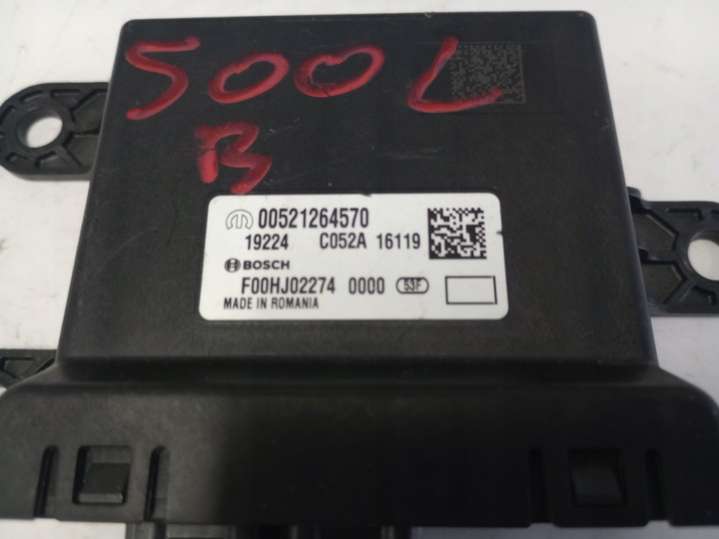 500L
B
00521264570
19224 C052A 16119
BOSCH
F00HJ02274 0000 53F
MADE IN ROMANIA